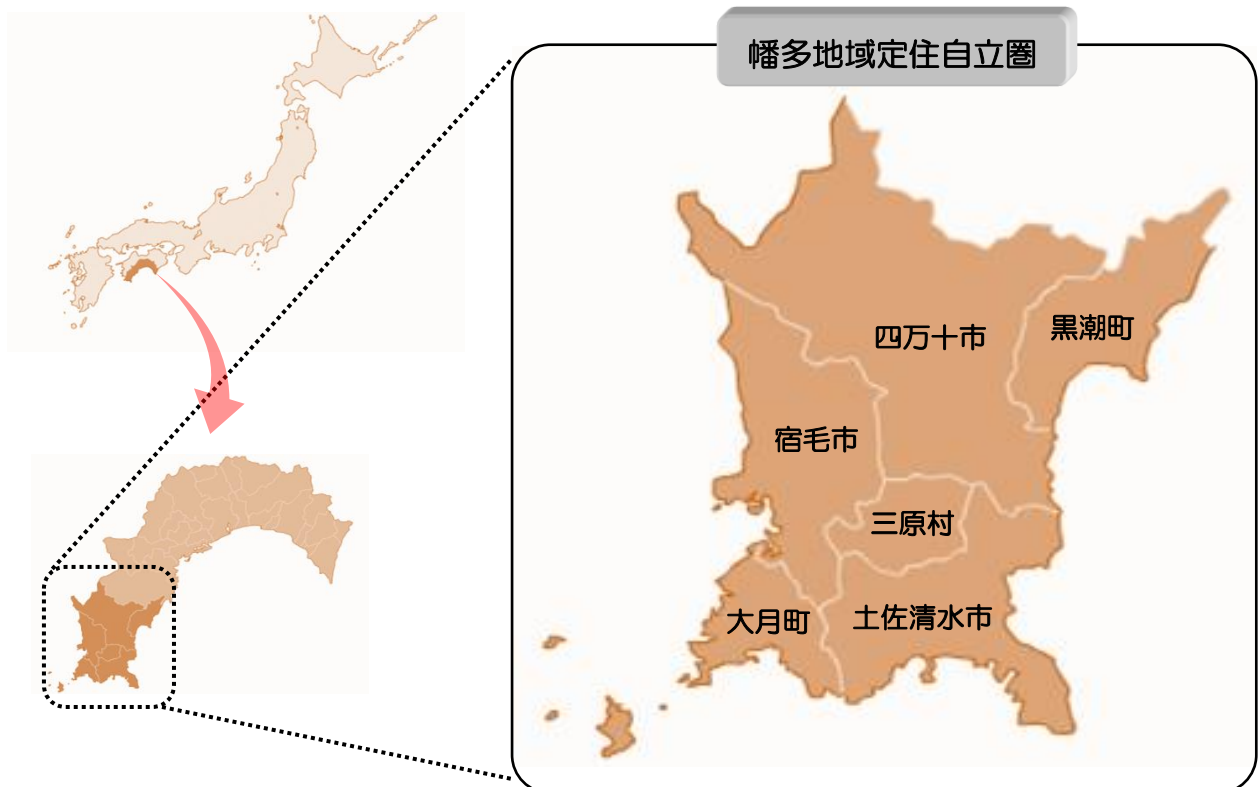 幡多地域定住自立圏
四万十市
黒潮町
宿毛市
三原村
大月町
土佐清水市